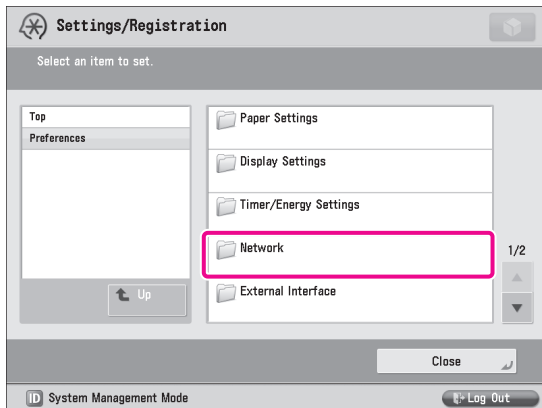 Settings/Registration
Select an item to set.
Top
Preferences
Up
Paper Settings
Display Settings
Timer/Energy Settings
Network
External Interface
1/2
Close
ID System Management Mode
Log Out